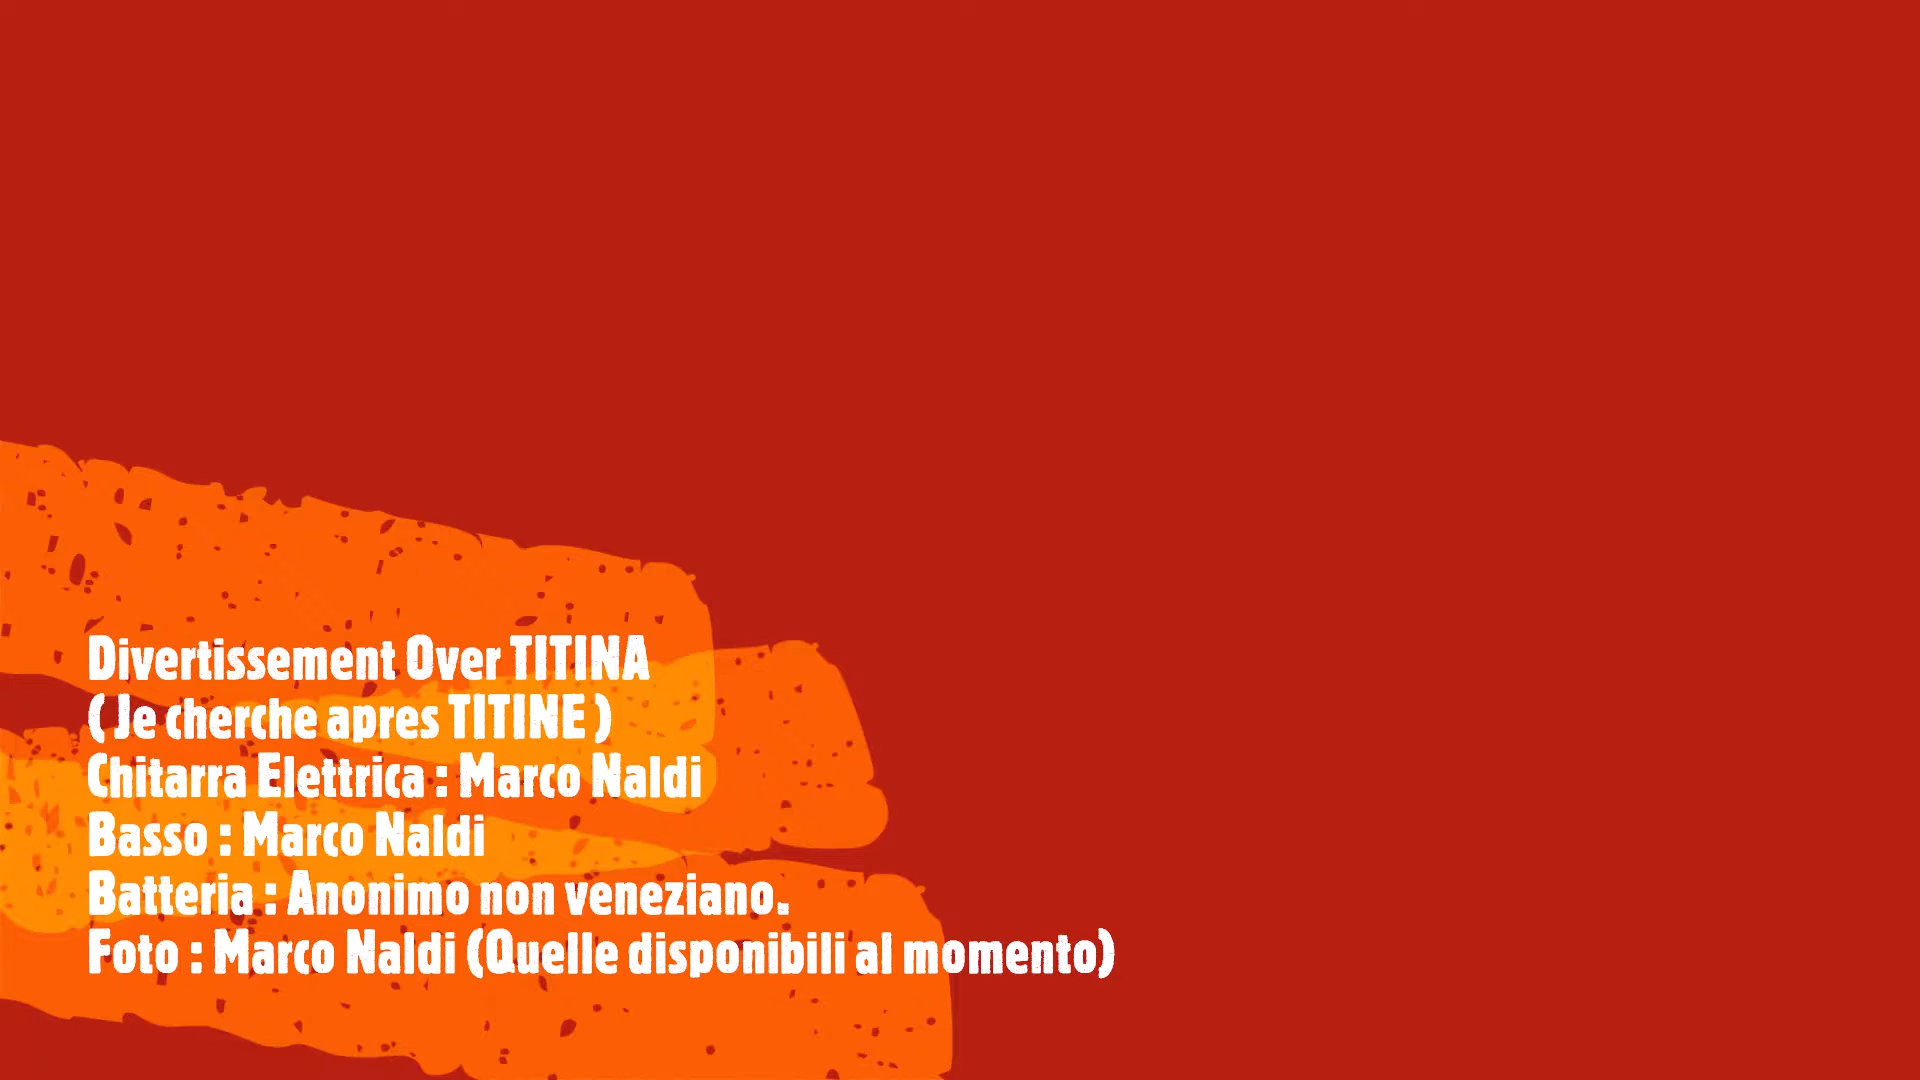 Divertissement Over TITINA
( Je cherche apres TITINE )
Chitarra Elettrica : Marco Naldi
Basso : Marco Naldi
Batteria : Anonimo non veneziano.
Foto : Marco Naldi (Quelle disponibili al momento)